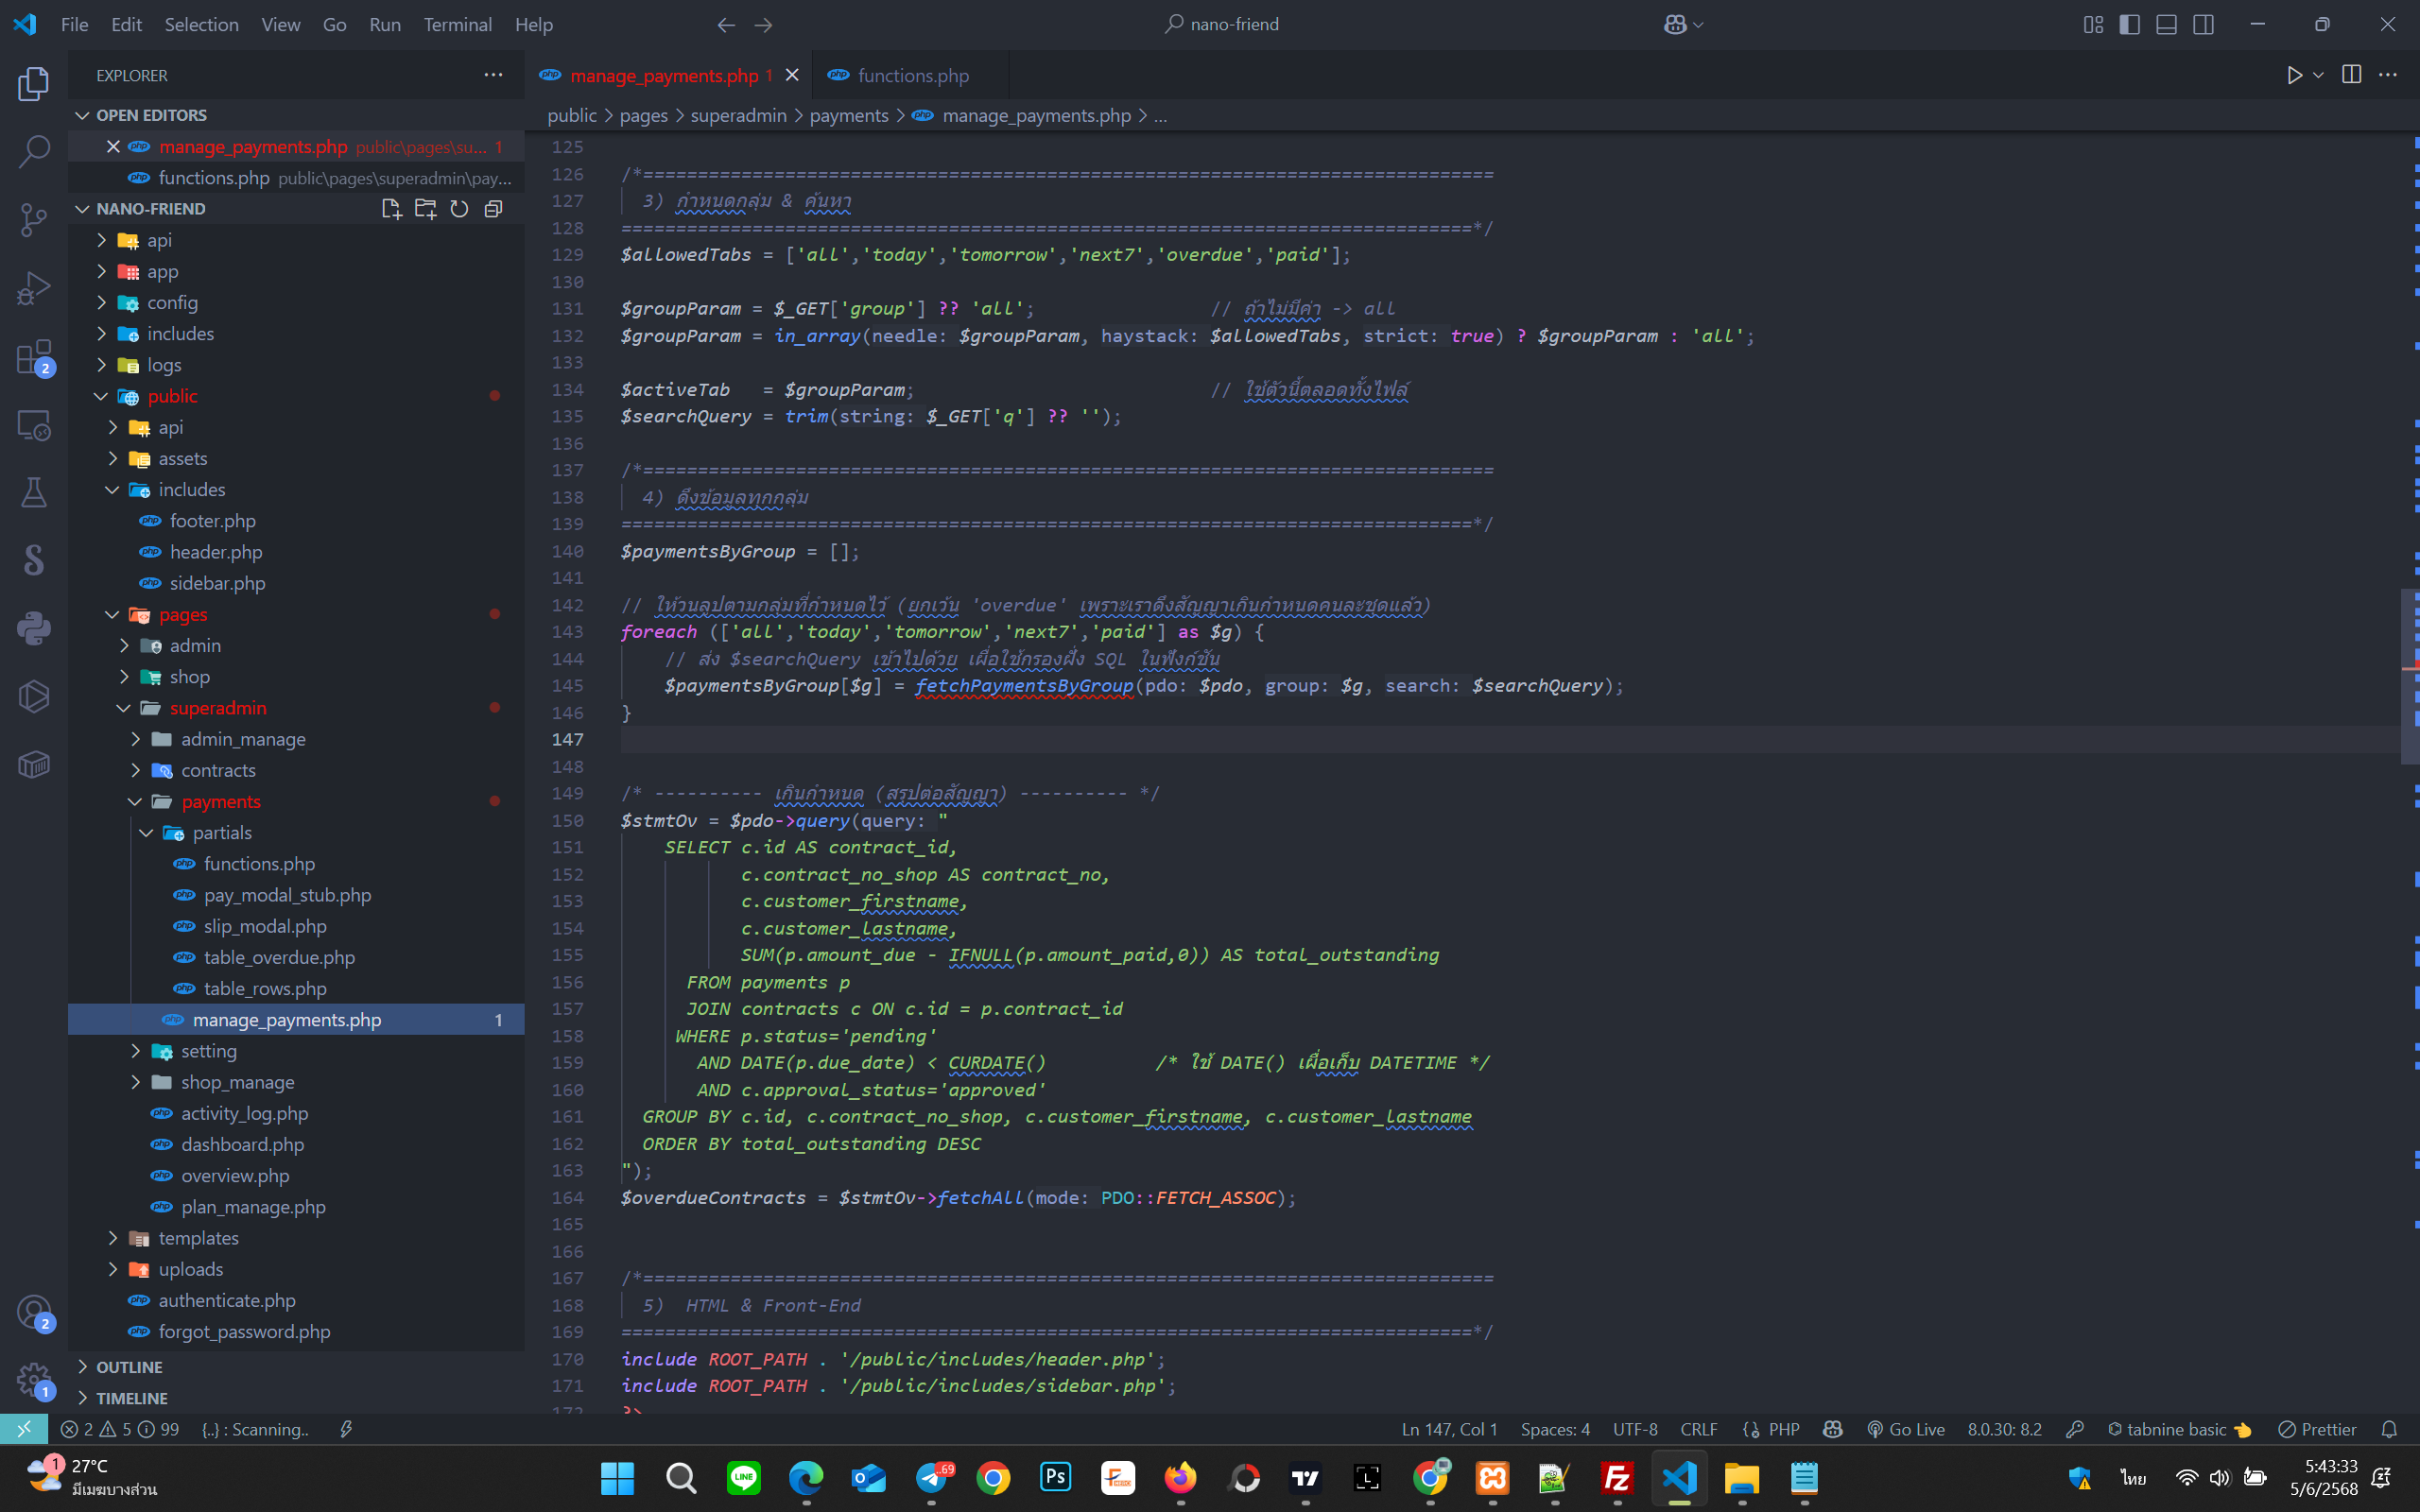 File Edit Selection View Go Run Terminal Help
nano-friend
EXPLORER
manage_payments.php 1
functions.php
OPEN EDITORS
public > pages > superadmin > payments > manage_payments.php > ...
manage_payments.php public\pages\su... 1
functions.php public\pages\superadmin\pay...
NANO-FRIEND
api
app
config
includes
logs
public
api
assets
includes
footer.php
header.php
sidebar.php
pages
admin
shop
superadmin
admin_manage
contracts
payments
partials
functions.php
pay_modal_stub.php
slip_modal.php
table_overdue.php
table_rows.php
manage_payments.php 1
setting
shop_manage
activity_log.php
dashboard.php
overview.php
plan_manage.php
templates
uploads
authenticate.php
forgot_password.php
OUTLINE
TIMELINE
2
2
1
125
126 /*==============================================================================
127 3) กำหนดกลุ่ม & ค้นหา
128 ==============================================================================*/
129 $allowedTabs = ['all','today','tomorrow','next7','overdue','paid'];
130
131 $groupParam = $_GET['group'] ?? 'all'; // ถ้าไม่มีค่า -> all
132 $groupParam = in_array(needle: $groupParam, haystack: $allowedTabs, strict: true) ? $groupParam : 'all';
133
134 $activeTab = $groupParam; // ใช้ตัวนี้ตลอดทั้งไฟล์
135 $searchQuery = trim(string: $_GET['q'] ?? '');
136
137 /*==============================================================================
138 4) ดึงข้อมูลทุกกลุ่ม
139 ==============================================================================*/
140 $paymentsByGroup = [];
141
142 // ให้วนลูปตามกลุ่มที่กำหนดไว้ (ยกเว้น 'overdue' เพราะเราดึงสัญญาเกินกำหนดคนละชุดแล้ว)
143 foreach (['all','today','tomorrow','next7','paid'] as $g) {
144 // ส่ง $searchQuery เข้าไปด้วย เผื่อใช้กรองฝั่ง SQL ในฟังก์ชัน
145 $paymentsByGroup[$g] = fetchPaymentsByGroup(pdo: $pdo, group: $g, search: $searchQuery);
146 }
147
148
149 /* ---------- เกินกำหนด (สรุปต่อสัญญา) ---------- */
150 $stmtOv = $pdo->query(query: "
151 SELECT c.id AS contract_id,
152 c.contract_no_shop AS contract_no,
153 c.customer_firstname,
154 c.customer_lastname,
155 SUM(p.amount_due - IFNULL(p.amount_paid,0)) AS total_outstanding
156 FROM payments p
157 JOIN contracts c ON c.id = p.contract_id
158 WHERE p.status='pending'
159 AND DATE(p.due_date) < CURDATE() /* ใช้ DATE() เผื่อเก็บ DATETIME */
160 AND c.approval_status='approved'
161 GROUP BY c.id, c.contract_no_shop, c.customer_firstname, c.customer_lastname
162 ORDER BY total_outstanding DESC
163 ");
164 $overdueContracts = $stmtOv->fetchAll(mode: PDO::FETCH_ASSOC);
165
166
167 /*==============================================================================
168 5) HTML & Front-End
169 ==============================================================================*/
170 include ROOT_PATH . '/public/includes/header.php';
171 include ROOT_PATH . '/public/includes/sidebar.php';
172 ?>
2 5 99 {..} : Scanning.. Ln 147, Col 1 Spaces: 4 UTF-8 CRLF PHP Go Live 8.0.30: 8.2 tabnine basic Prettier
1 27°C
มีเมฆบางส่วน
LINE
.69
Ps
ไทย
5:43:33
5/6/2568